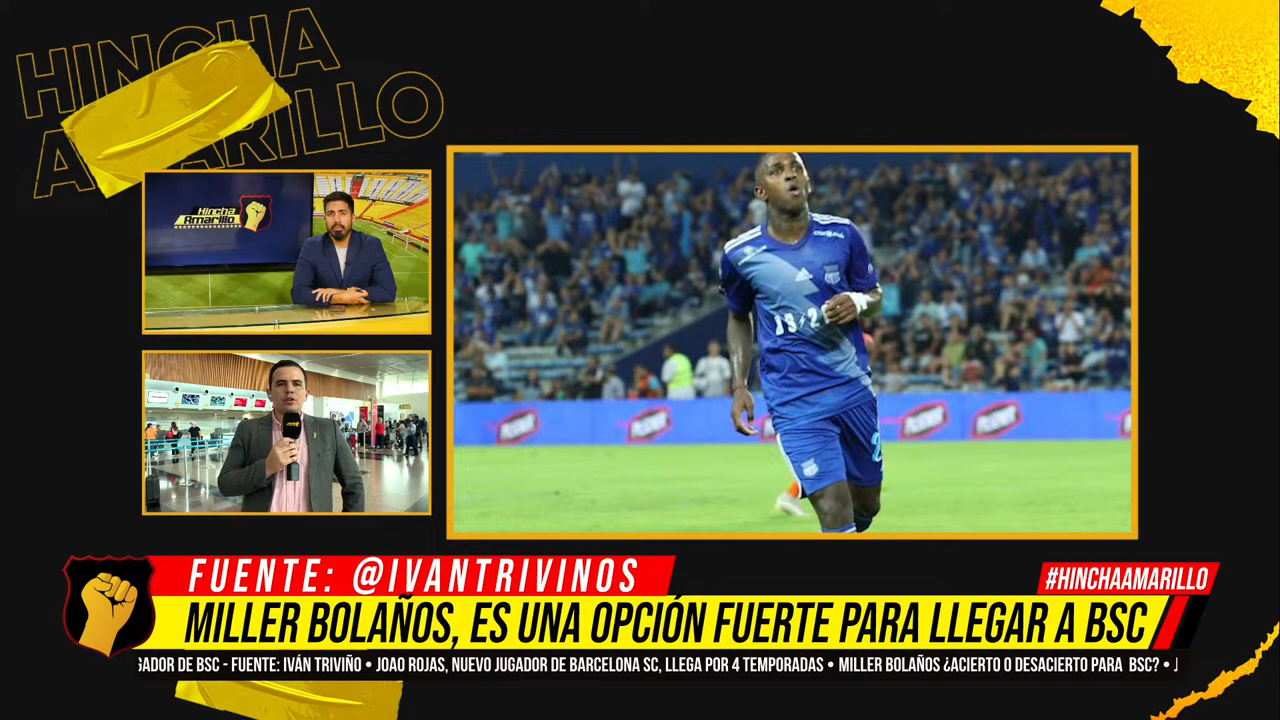 HINCHA
AMARILLO
Hincha
Amarillo
FUENTE: @IVANTRIVINOS
#HINCHAAMARILLO
MILLER BOLAÑOS, ES UNA OPCIÓN FUERTE PARA LLEGAR A BSC
GADOR DE BSC - FUENTE: IVÁN TRIVIÑO • JOAO ROJAS, NUEVO JUGADOR DE BARCELONA SC, LLEGA POR 4 TEMPORADAS • MILLER BOLAÑOS ¿ACIERTO O DESACIERTO PARA BSC? •